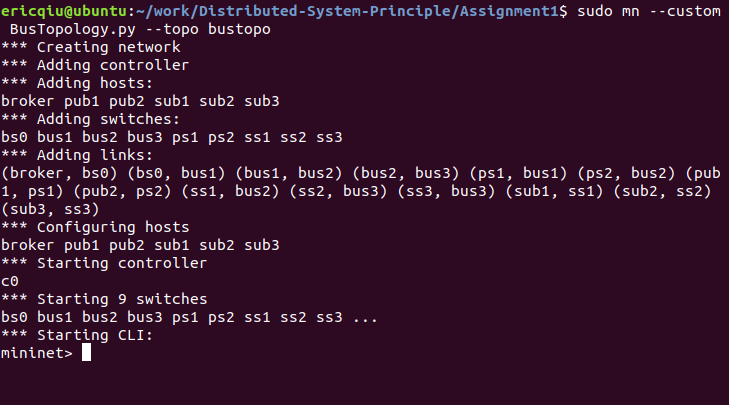 ericqiu@ubuntu:~/work/Distributed-System-Principle/Assignment1$ sudo mn --custom
 BusTopology.py --topo bustopo
*** Creating network
*** Adding controller
*** Adding hosts:
broker pub1 pub2 sub1 sub2 sub3
*** Adding switches:
bs0 bus1 bus2 bus3 ps1 ps2 ss1 ss2 ss3
*** Adding links:
(broker, bs0) (bs0, bus1) (bus1, bus2) (bus2, bus3) (ps1, bus1) (ps2, bus2) (pub
1, ps1) (pub2, ps2) (ss1, bus2) (ss2, bus3) (ss3, bus3) (sub1, ss1) (sub2, ss2)
(sub3, ss3)
*** Configuring hosts
broker pub1 pub2 sub1 sub2 sub3
*** Starting controller
c0
*** Starting 9 switches
bs0 bus1 bus2 bus3 ps1 ps2 ss1 ss2 ss3 ...
*** Starting CLI:
mininet>